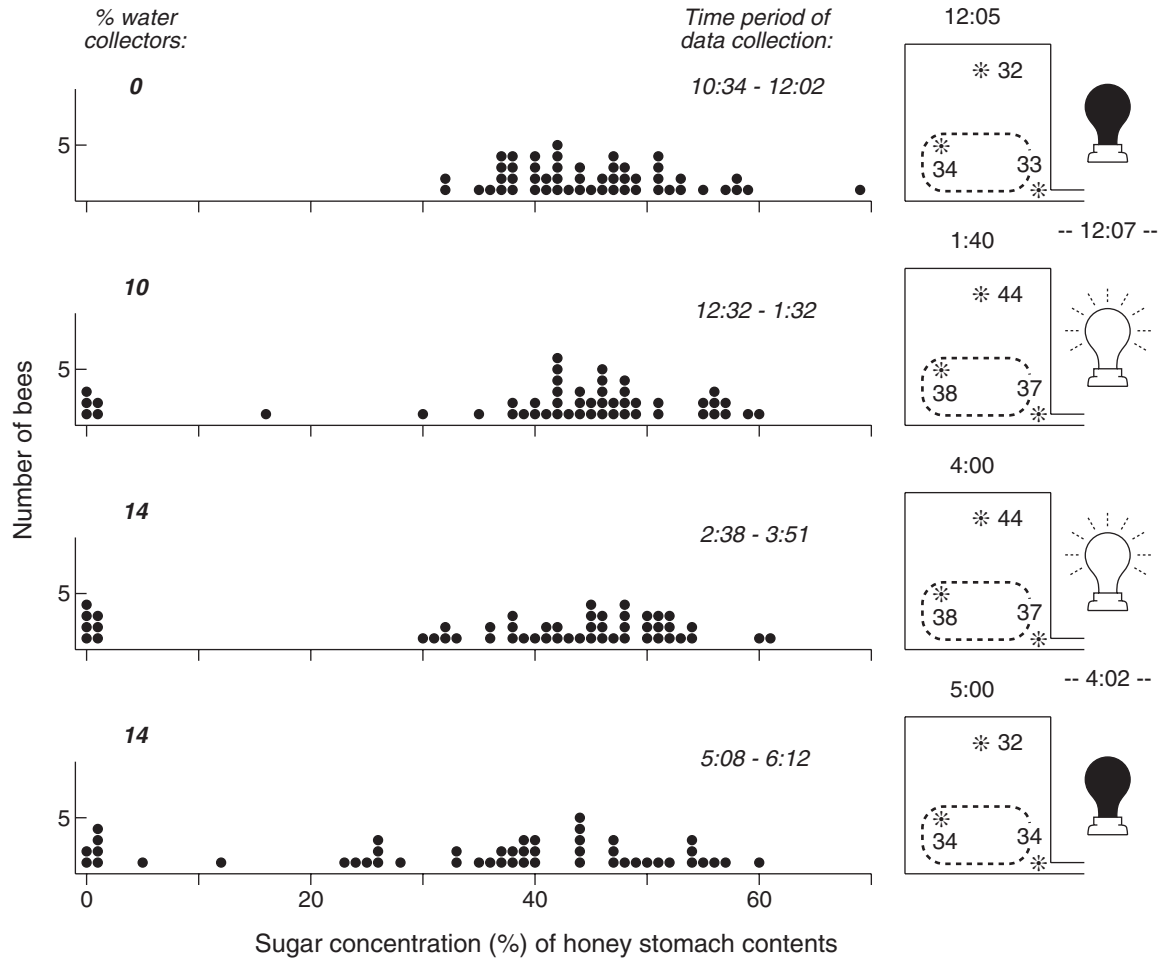 % water
collectors:
Time period of
data collection:
12:05
0
10:34 - 12:02
32
5
34
33
-- 12:07 --
1:40
10
12:32 - 1:32
44
5
38
37
4:00
14
2:38 - 3:51
44
5
38
37
-- 4:02 --
5:00
14
5:08 - 6:12
32
5
34
34
0
20
40
60
Number of bees
Sugar concentration (%) of honey stomach contents